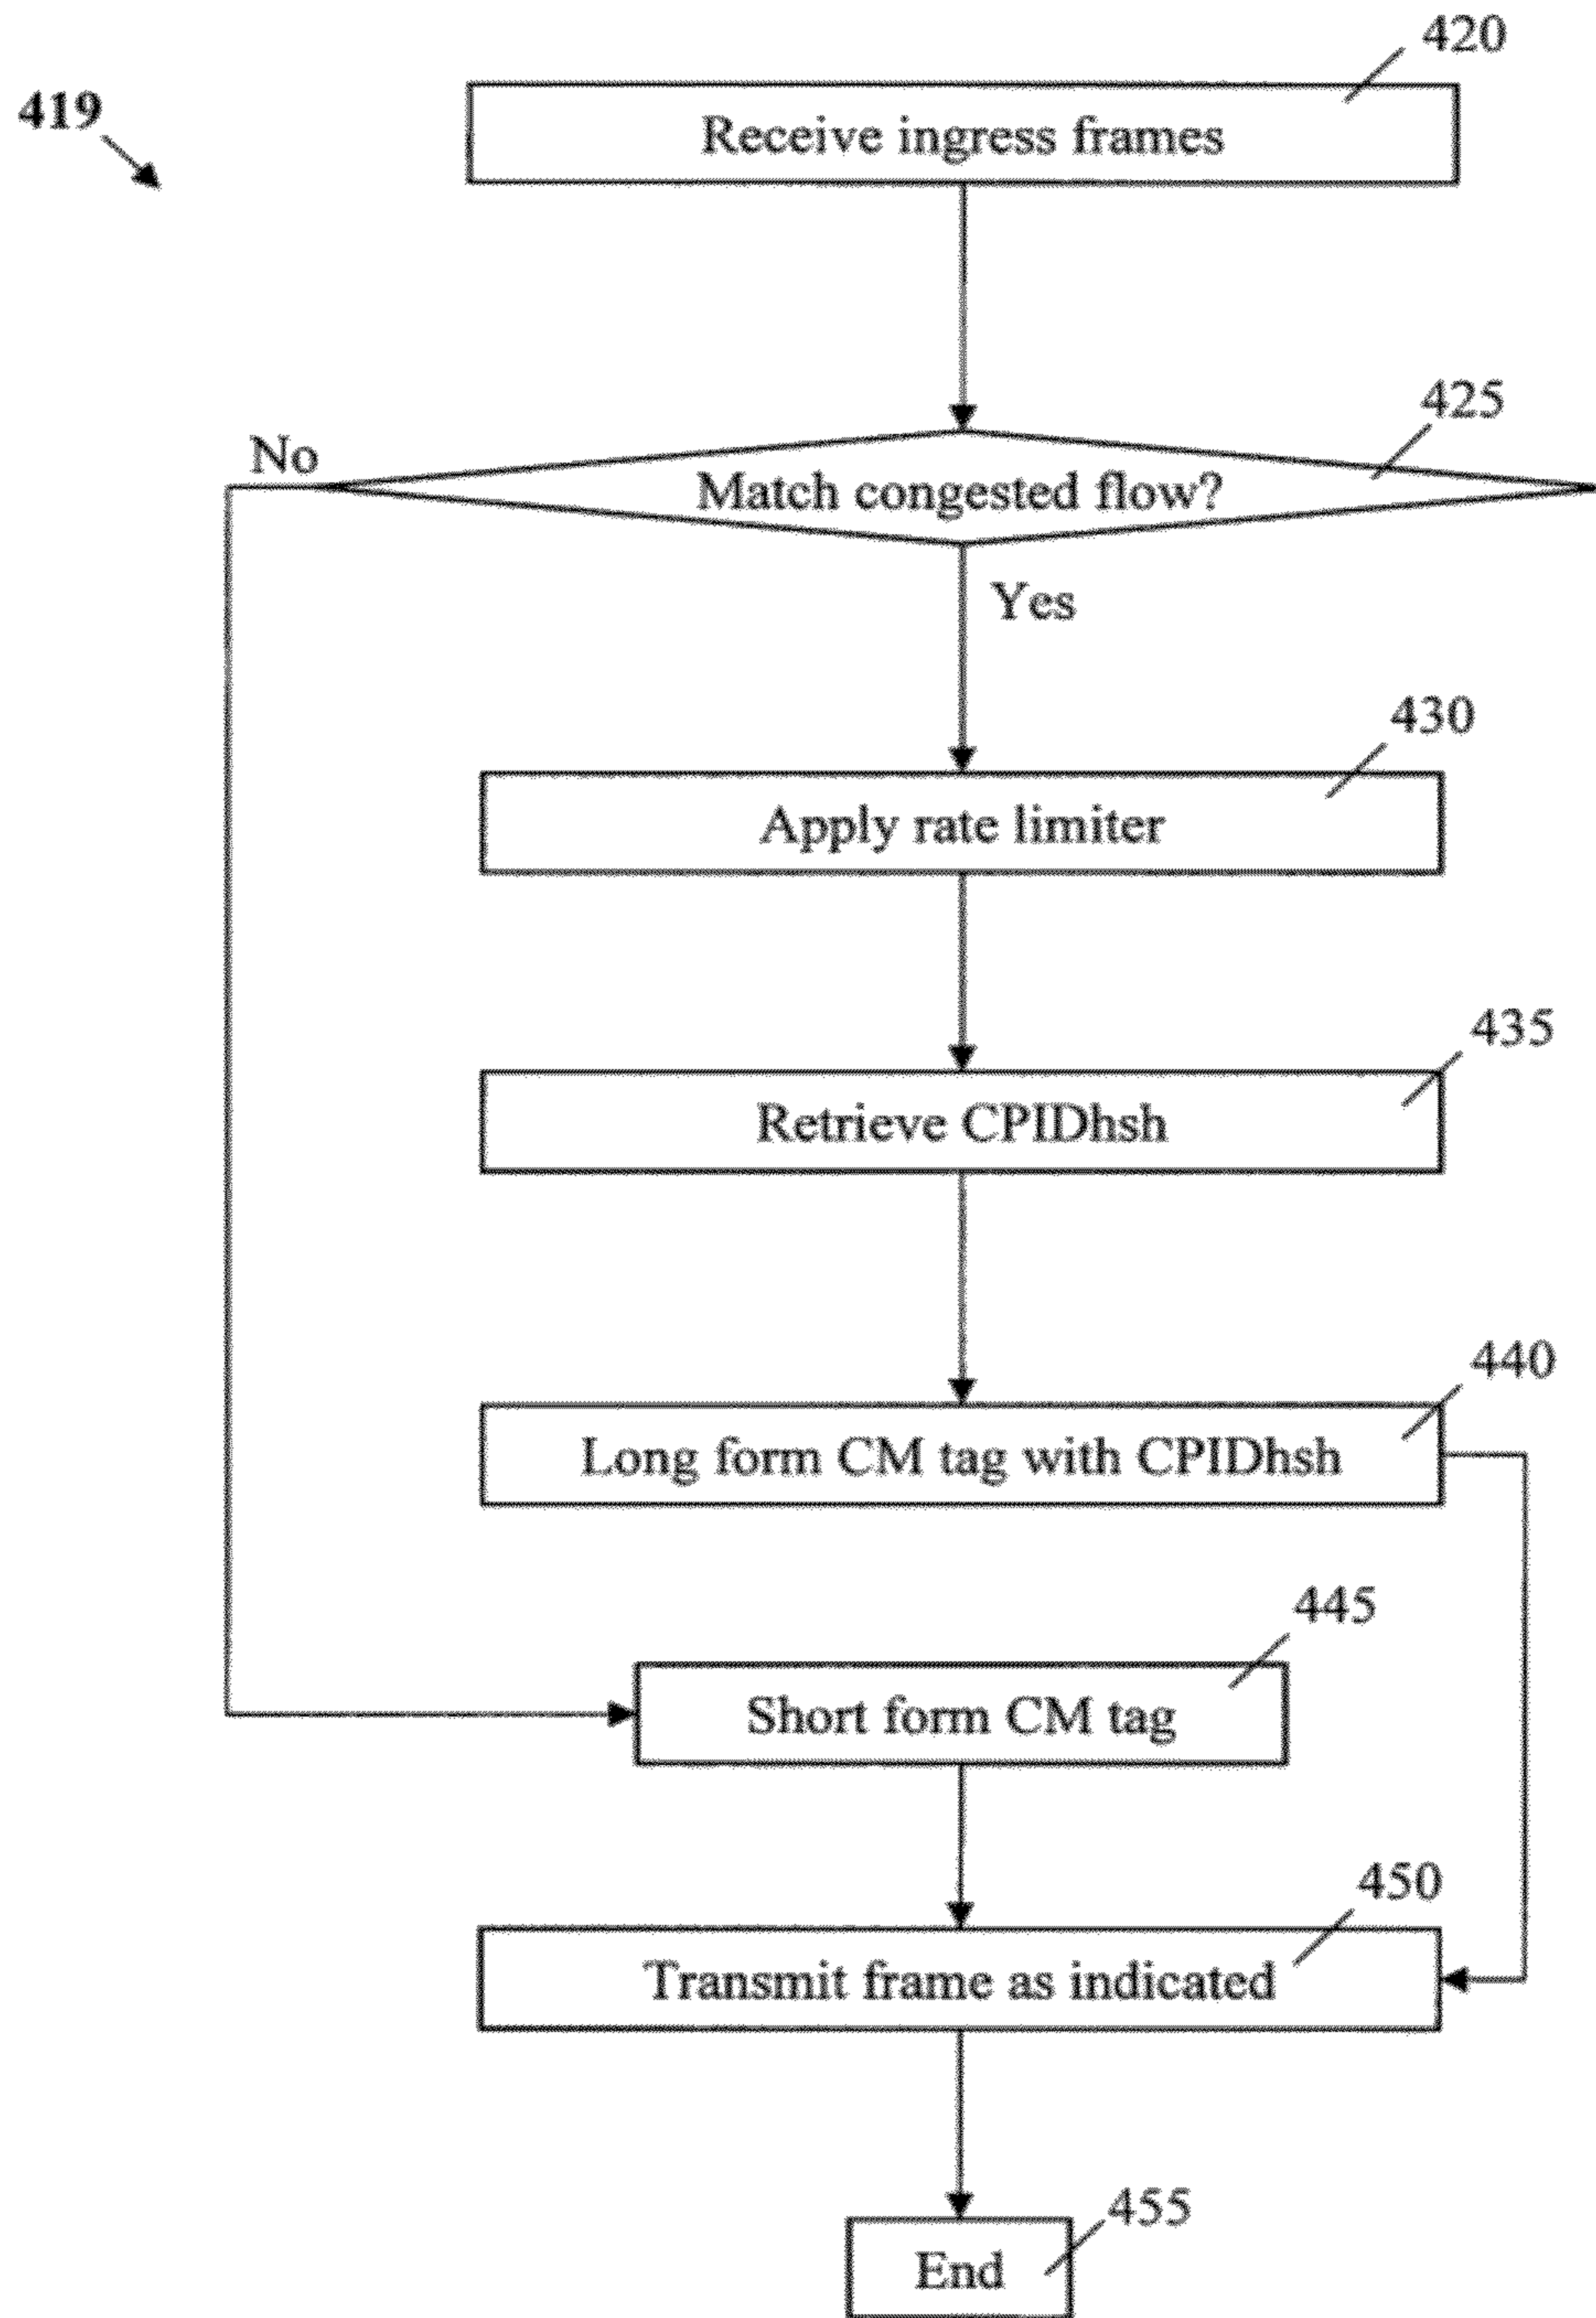 420
419
Receive ingress frames
425
No
Match congested flow?
Yes
430
Apply rate limiter
435
Retrieve CPIDhsh
440
Long form CM tag with CPIDhsh
445
Short form CM tag
450
Transmit frame as indicated
455
End